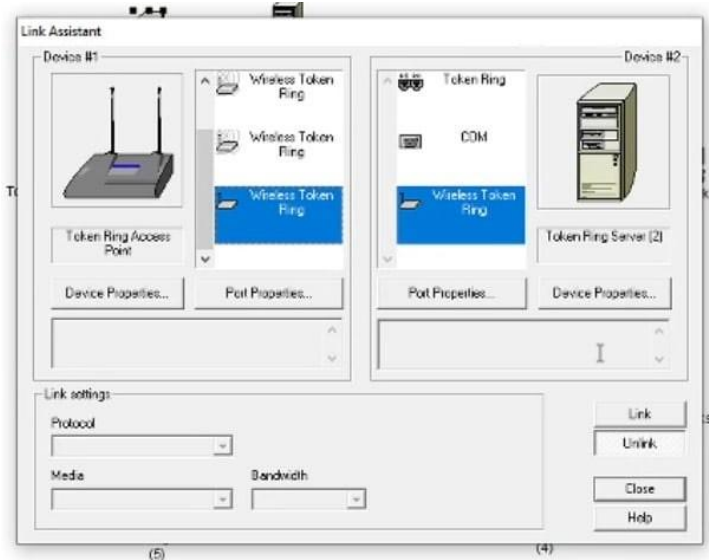 Link Assistant
Device #1
Device #2
Wireless Token
Ring
Wireless Token
Ring
Wireless Token
Ring
Token Ring
COM
Wireless Token
Ring
Token Ring Access
Point
Token Ring Server (2)
Device Properties...
Port Properties...
Port Properties...
Device Properties...
Link settings
Protocol
Media
Bandwidth
Link
Unlink
Close
Help
(5)
(4)